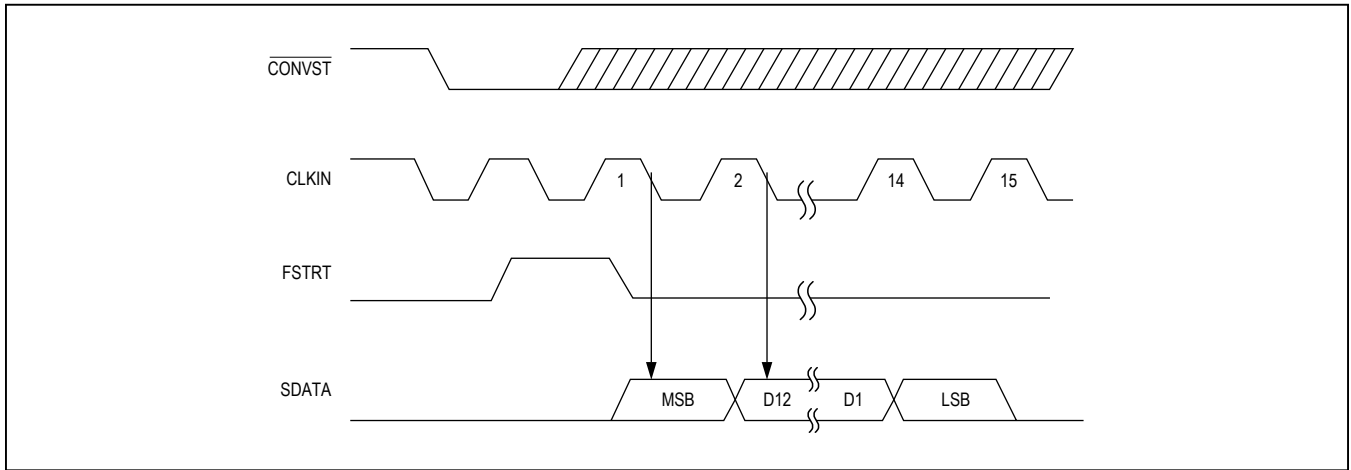 CONVST
CLKIN 1 2 14 15
FSTRT
SDATA MSB D12 D1 LSB